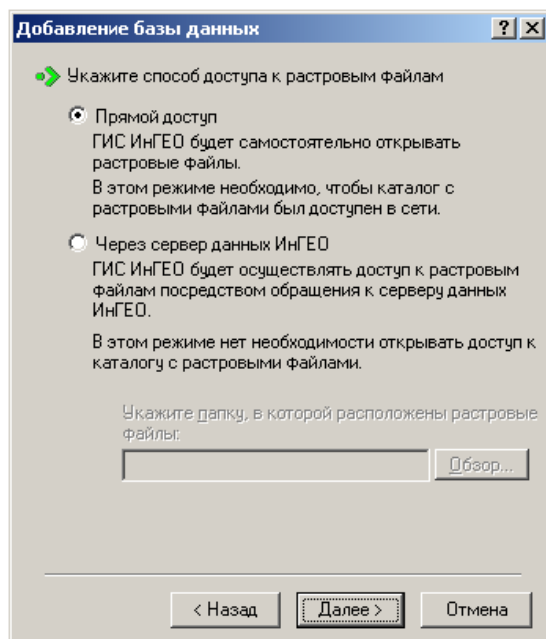 Добавление базы данных
Укажите способ доступа к растровым файлам
Прямой доступ
ГИС ИнГЕО будет самостоятельно открывать
растровые файлы.
В этом режиме необходимо, чтобы каталог с
растровыми файлами был доступен в сети.
Через сервер данных ИнГЕО
ГИС ИнГЕО будет осуществлять доступ к растровым
файлам посредством обращения к серверу данных
ИнГЕО.
В этом режиме нет необходимости открывать доступ к
каталогу с растровыми файлами.
Укажите папку, в которой расположены растровые
файлы:
Обзор...
< Назад Далее > Отмена